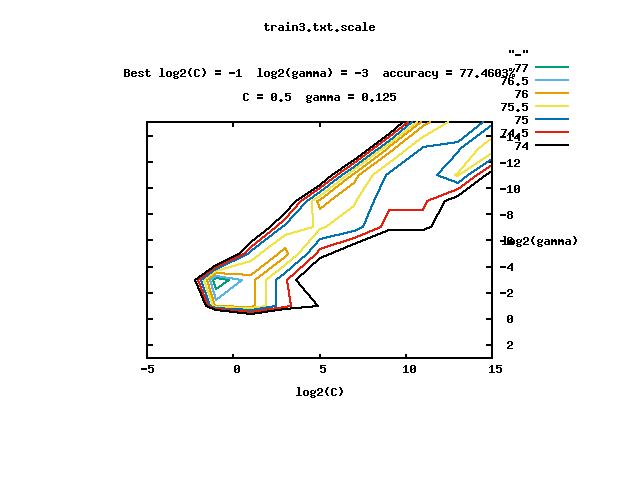 train3.txt.scale
"-"
Best log2(C) = -1  log2(gamma) = -3  accuracy = 77.4603%
77
76.5
C = 0.5  gamma = 0.125
76
75.5
75
74.5
74
-14
-12
-10
-8
-6
log2(gamma)
-4
-2
0
2
-5 0 5 10 15
log2(C)